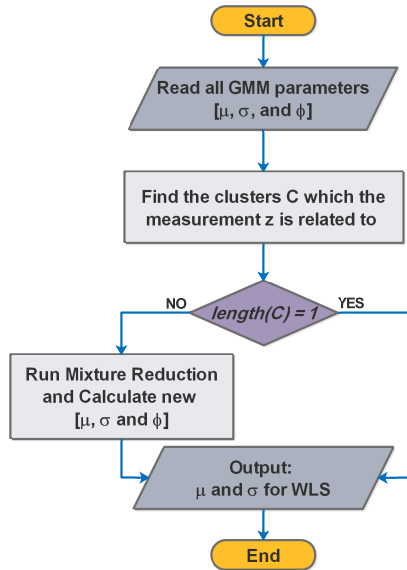 Start
Read all GMM parameters
[μ, σ, and ϕ]
Find the clusters C which the
measurement z is related to
NO
length(C) = 1
YES
Run Mixture Reduction
and Calculate new
[μ, σ and ϕ]
Output:
μ and σ for WLS
End